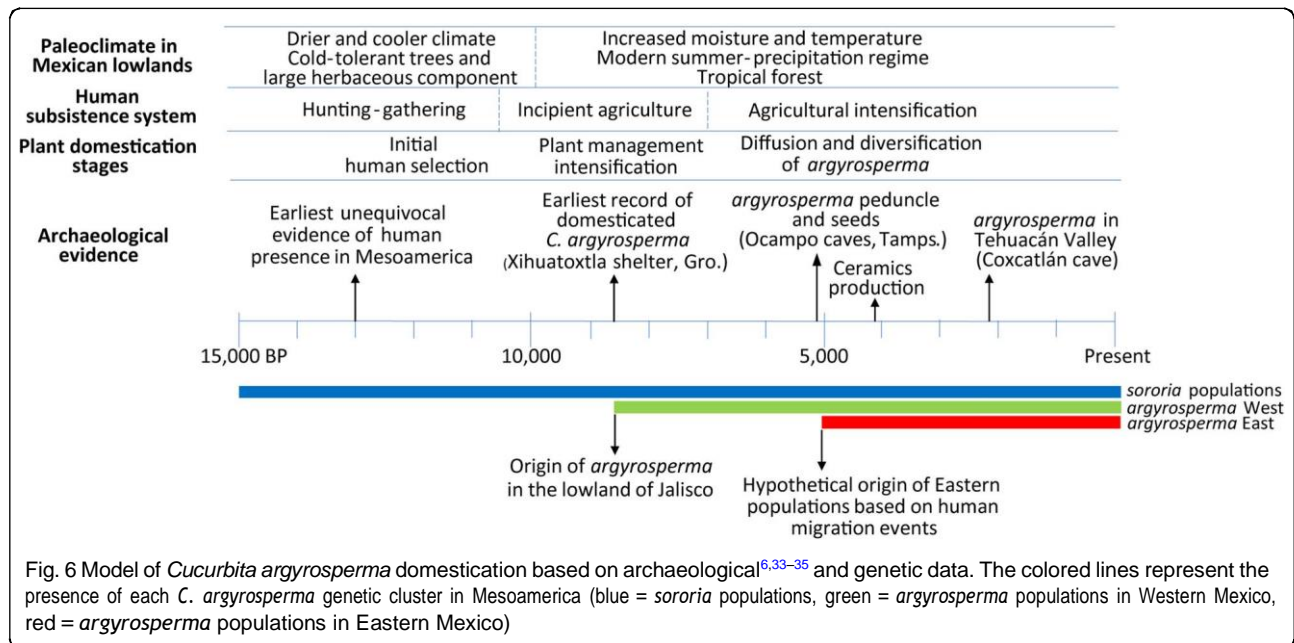 Paleoclimate in
Mexican lowlands
Drier and cooler climate
Cold-tolerant trees and
large herbaceous component
Increased moisture and temperature
Modern summer-precipitation regime
Tropical forest
Human
subsistence system
Hunting-gathering
Incipient agriculture
Agricultural intensification
Plant domestication
stages
Initial
human selection
Plant management
intensification
Diffusion and diversification
of argyrosperma
Archaeological
evidence
Earliest unequivocal
evidence of human
presence in Mesoamerica
Earliest record of
domesticated
C. argyrosperma
(Xihuatoxtla shelter, Gro.)
argyrosperma peduncle
and seeds
(Ocampo caves, Tamps.)
Ceramics
production
argyrosperma in
Tehuacán Valley
(Coxcatlán cave)
15,000 BP
10,000
5,000
Present
sororia populations
argyrosperma West
argyrosperma East
Origin of argyrosperma
in the lowland of Jalisco
Hypothetical origin of Eastern
populations based on human
migration events
Fig. 6 Model of Cucurbita argyrosperma domestication based on archaeological6,33–35 and genetic data. The colored lines represent the
presence of each C. argyrosperma genetic cluster in Mesoamerica (blue = sororia populations, green = argyrosperma populations in Western Mexico,
red = argyrosperma populations in Eastern Mexico)